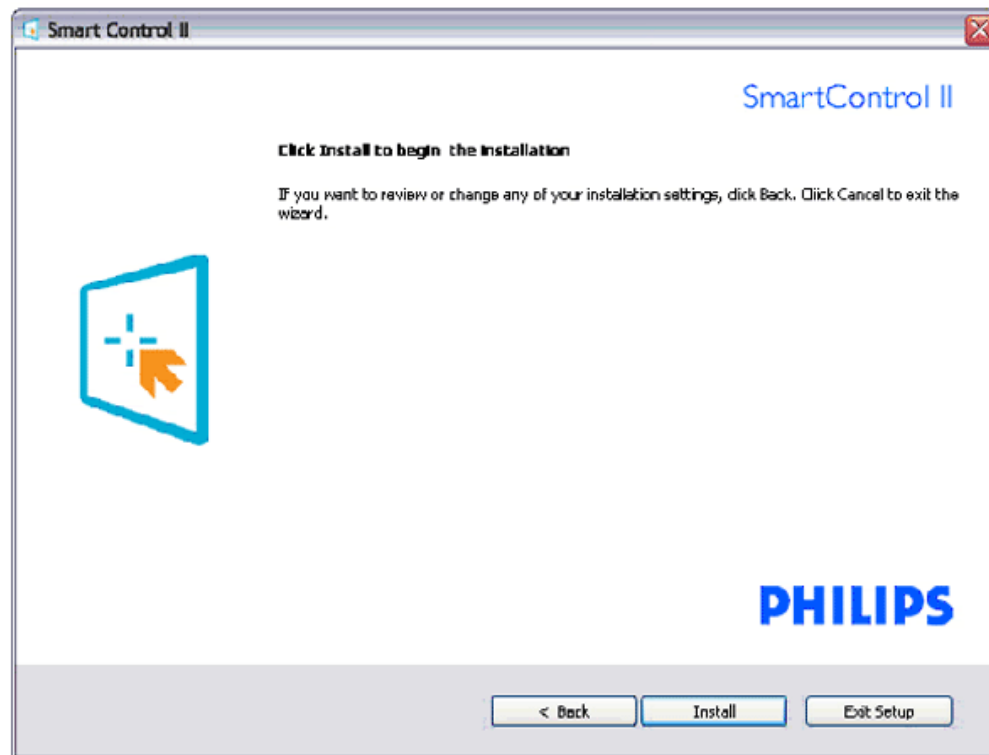 Smart Control II
SmartControl II
Click Install to begin the installation
If you want to review or change any of your installation settings, click Back. Click Cancel to exit the
wizard.
PHILIPS
< Back
Install
Exit Setup